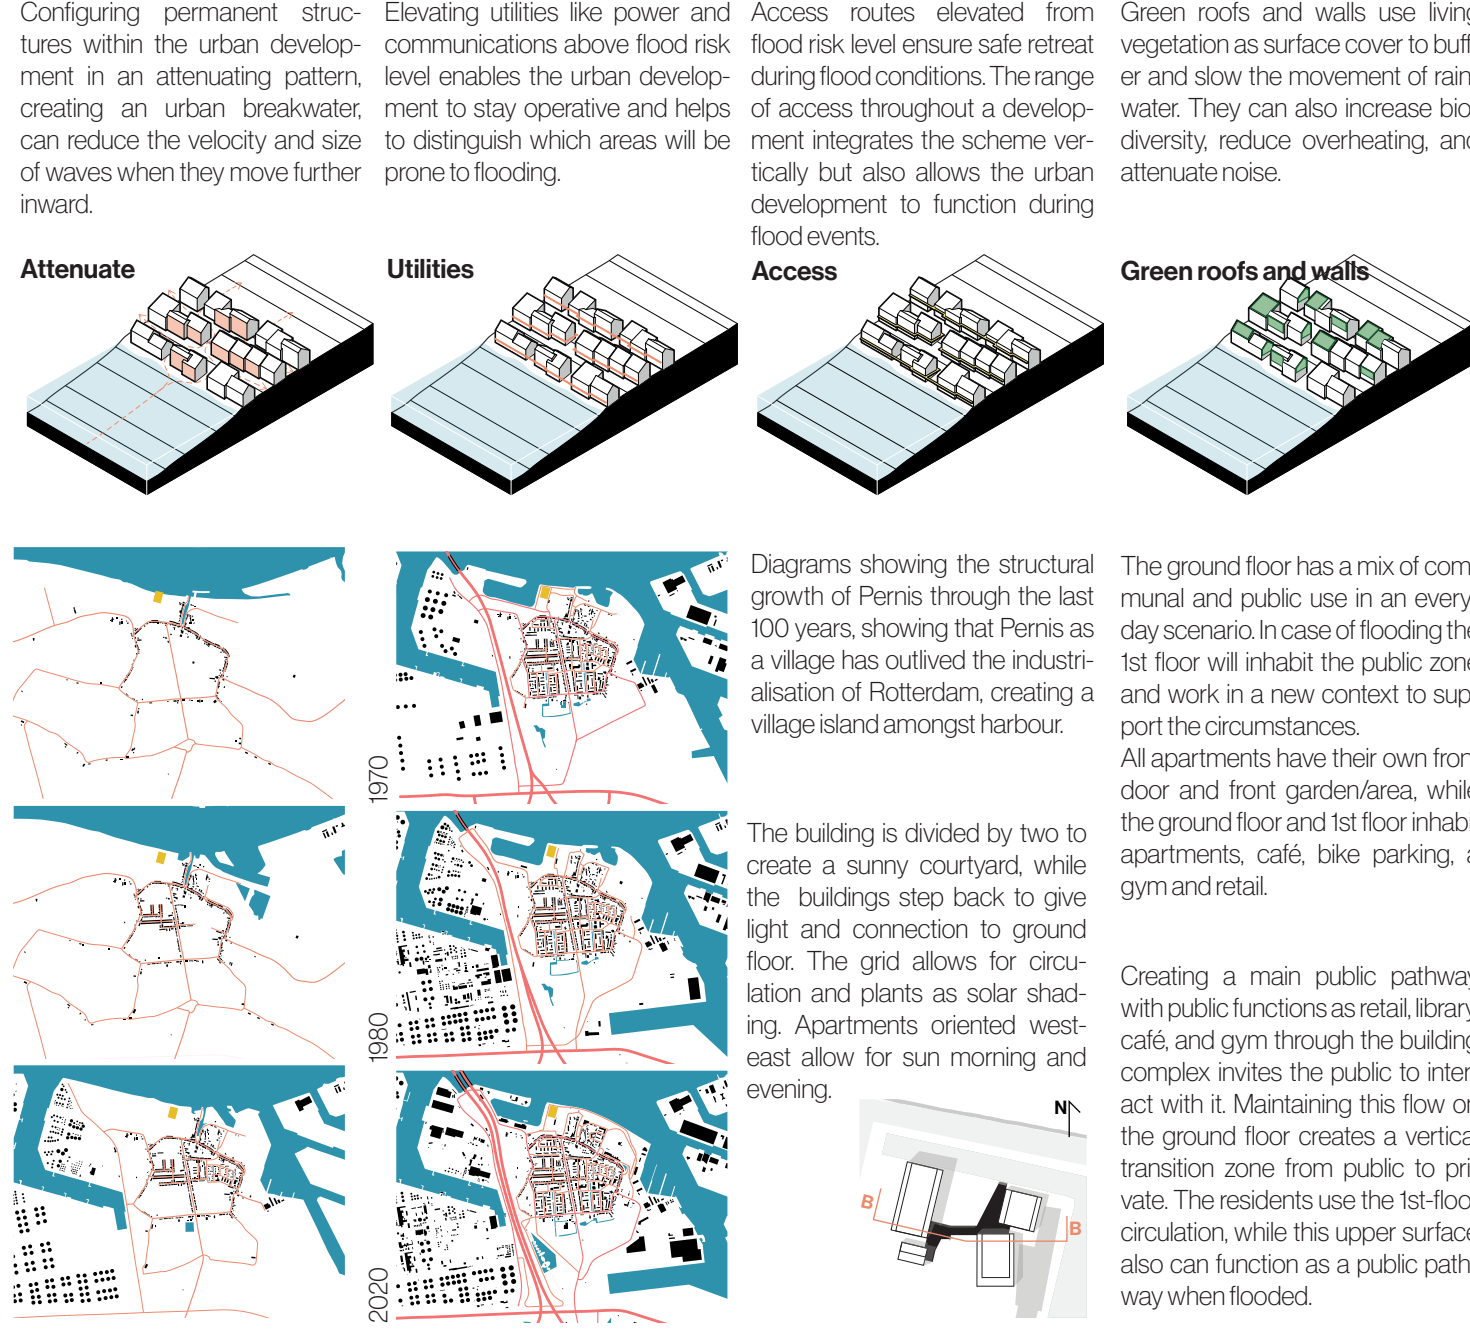 Configuring permanent struc-
tures within the urban develop-
ment in an attenuating pattern,
creating an urban breakwater,
can reduce the velocity and size
of waves when they move further
inward.
Attenuate
Elevating utilities like power and
communications above flood risk
level enables the urban develop-
ment to stay operative and helps
to distinguish which areas will be
prone to flooding.
Utilities
Access routes elevated from
flood risk level ensure safe retreat
during flood conditions. The range
of access throughout a develop-
ment integrates the scheme ver-
tically but also allows the urban
development to function during
flood events.
Access
Green roofs and walls use living
vegetation as surface cover to buff
er and slow the movement of rain
water. They can also increase bio
diversity, reduce overheating, and
attenuate noise.
Green roofs and walls
1970
1980
2020
Diagrams showing the structural
growth of Pernis through the last
100 years, showing that Pernis as
a village has outlived the industri-
alisation of Rotterdam, creating a
village island amongst harbour.
The building is divided by two to
create a sunny courtyard, while
the buildings step back to give
light and connection to ground
floor. The grid allows for circu-
lation and plants as solar shad-
ing. Apartments oriented west-
east allow for sun morning and
evening.
N
B
B
The ground floor has a mix of com
munal and public use in an every
day scenario. In case of flooding the
1st floor will inhabit the public zone
and work in a new context to sup
port the circumstances.
All apartments have their own fron
door and front garden/area, while
the ground floor and 1st floor inhabi
apartments, café, bike parking, a
gym and retail.
Creating a main public pathway
with public functions as retail, library
café, and gym through the building
complex invites the public to inter
act with it. Maintaining this flow on
the ground floor creates a vertica
transition zone from public to pri
vate. The residents use the 1st-floo
circulation, while this upper surface
also can function as a public path
way when flooded.